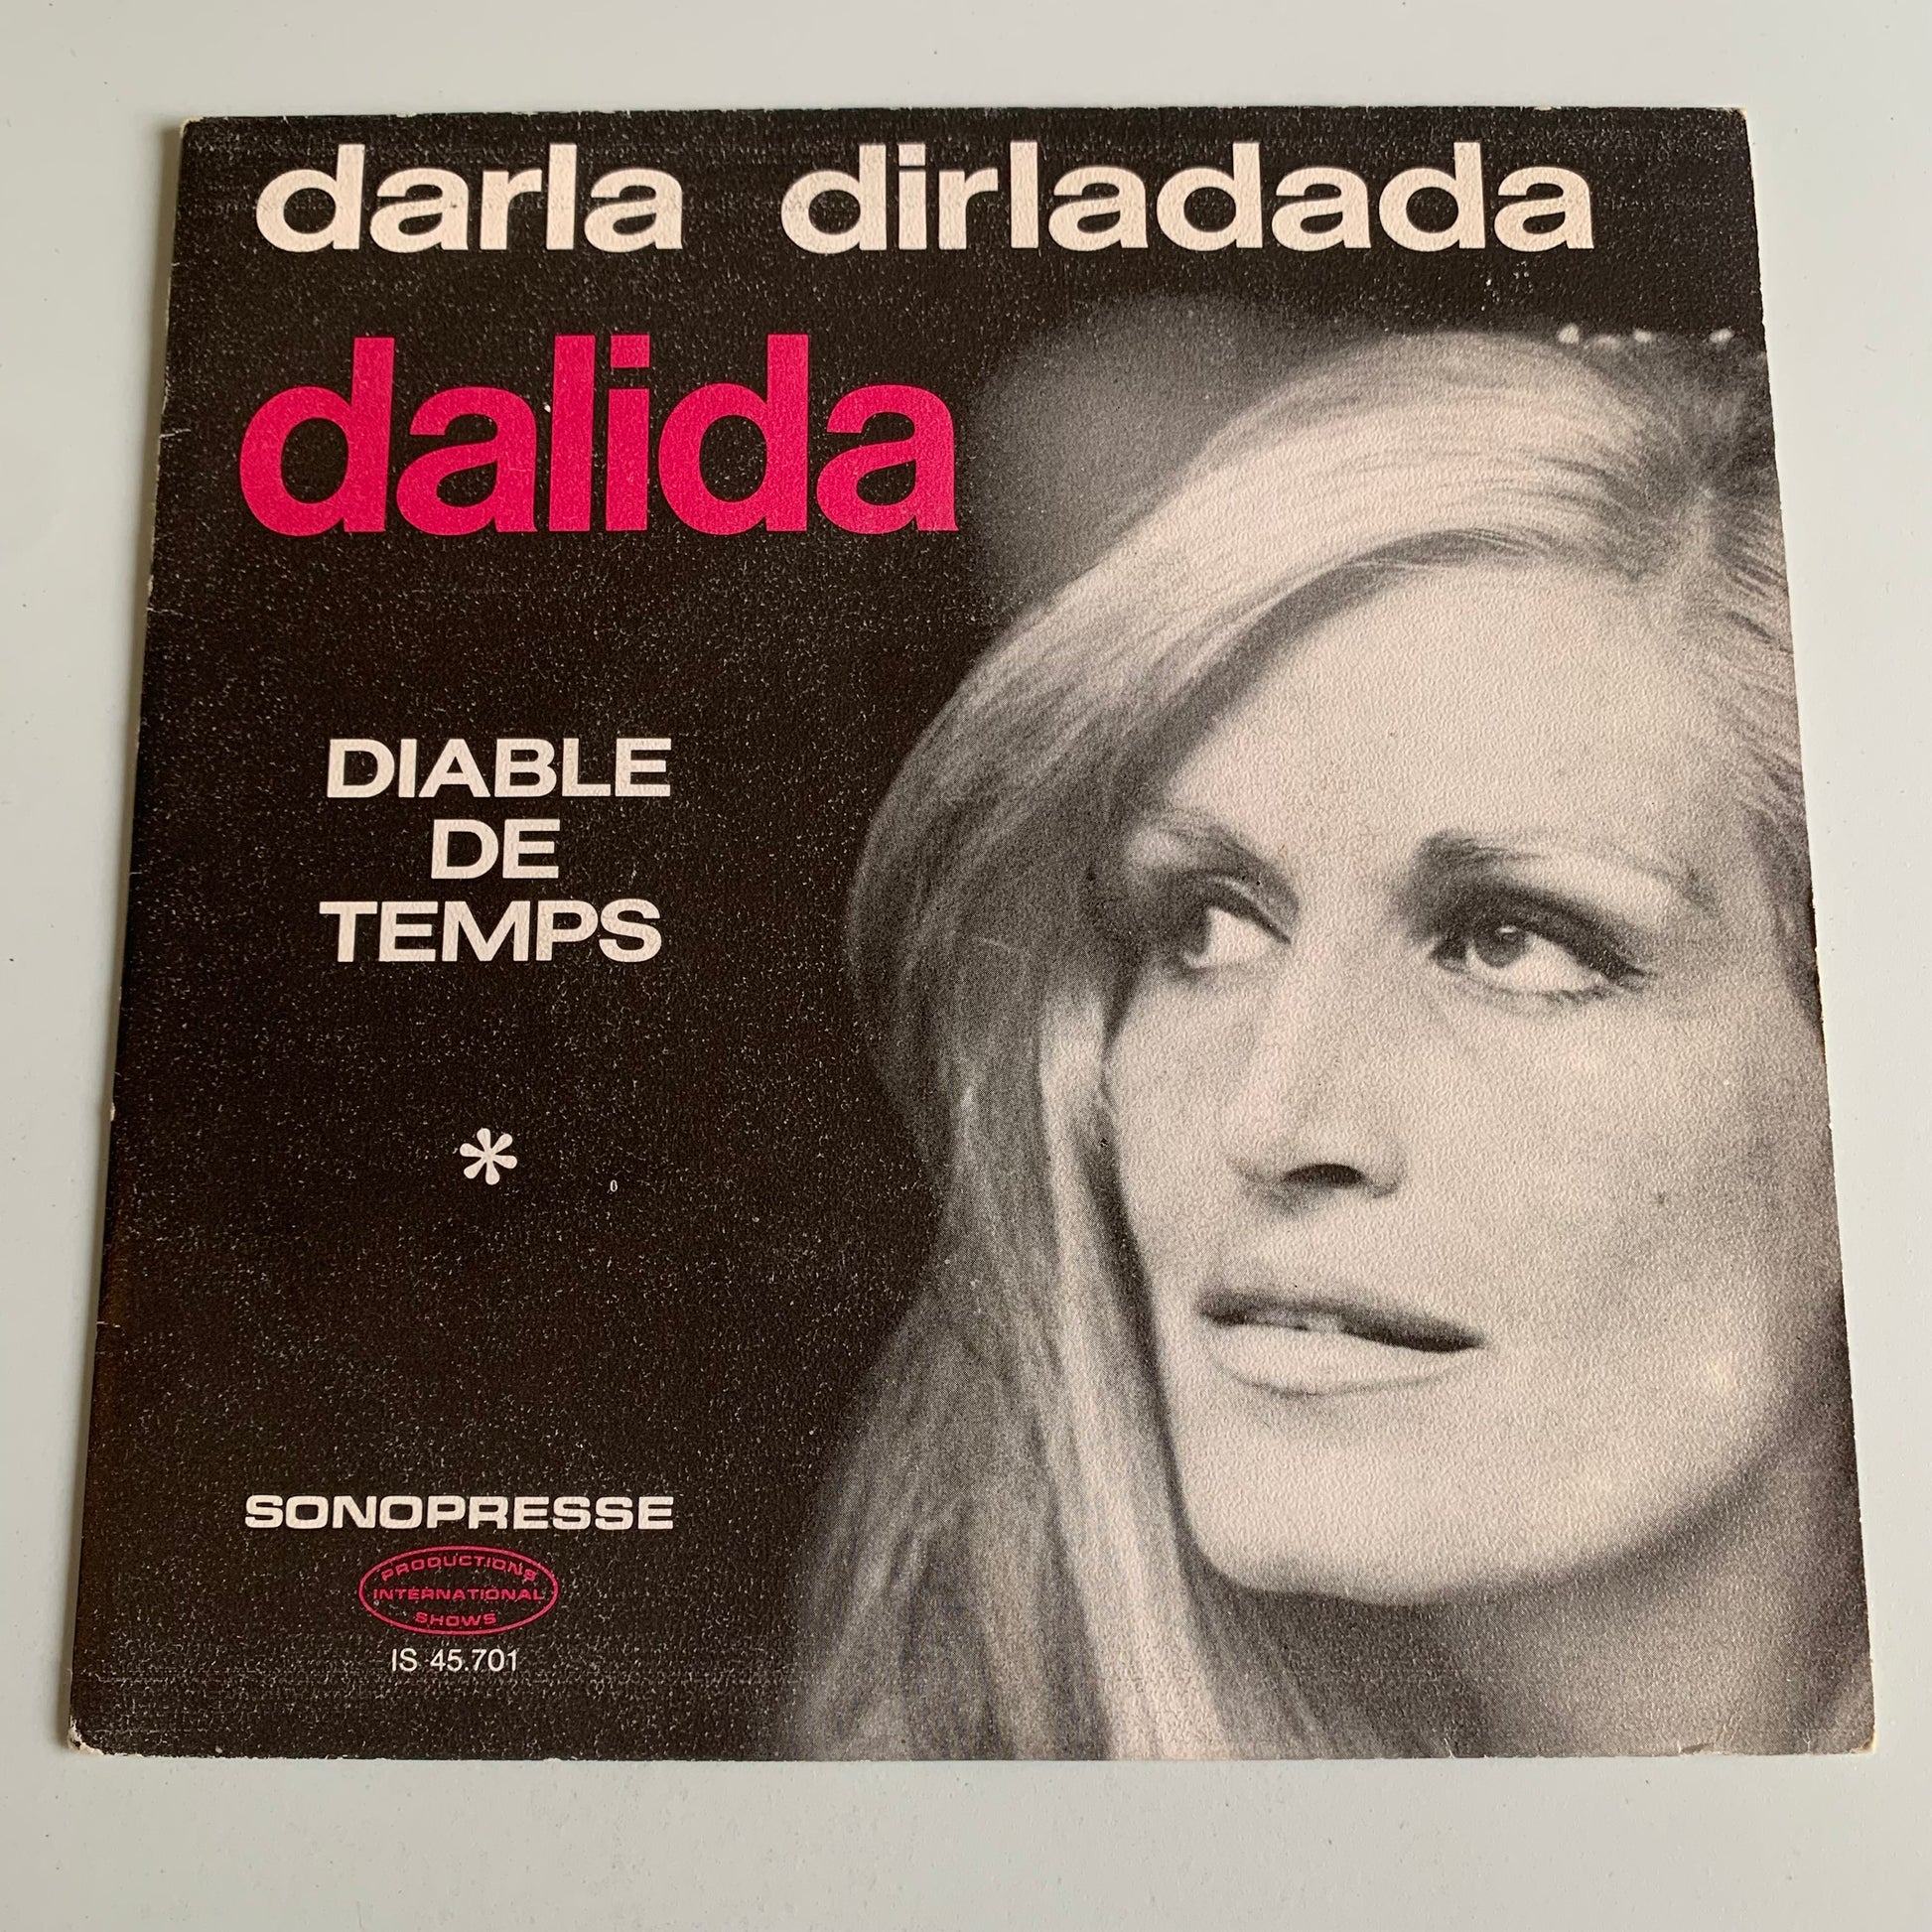 darla dirladada
dalida
DIABLE
DE
TEMPS
*
SONOPRESSE
PRODUCTIONS
INTERNATIONAL
SHOWS
IS 45.701